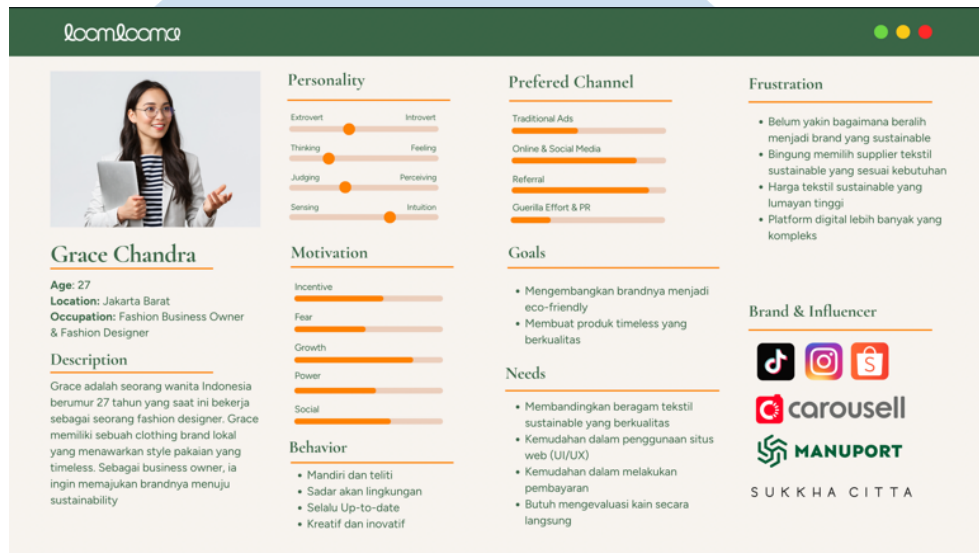 loomlooma
Grace Chandra
Age: 27
Location: Jakarta Barat
Occupation: Fashion Business Owner
& Fashion Designer
Description
Grace adalah seorang wanita Indonesia
berumur 27 tahun yang saat ini bekerja
sebagai seorang fashion designer. Grace
memiliki sebuah clothing brand lokal
yang menawarkan style pakaian yang
timeless. Sebagai business owner, ia
ingin memajukan brandnya menuju
sustainability
Personality
Extrovert Introvert
Thinking Feeling
Judging Perceiving
Sensing Intuition
Motivation
Incentive
Fear
Growth
Power
Social
Behavior
• Mandiri dan teliti
• Sadar akan lingkungan
• Selalu Up-to-date
• Kreatif dan inovatif
Prefered Channel
Traditional Ads
Online & Social Media
Referral
Guerilla Effort & PR
Goals
• Mengembangkan brandnya menjadi
eco-friendly
• Membuat produk timeless yang
berkualitas
Needs
• Membandingkan beragam tekstil
sustainable yang berkualitas
• Kemudahan dalam penggunaan situs
web (UI/UX)
• Kemudahan dalam melakukan
pembayaran
• Butuh mengevaluasi kain secara
langsung
Frustration
• Belum yakin bagaimana beralih
menjadi brand yang sustainable
• Bingung memilih supplier tekstil
sustainable yang sesuai kebutuhan
• Harga tekstil sustainable yang
lumayan tinggi
• Platform digital lebih banyak yang
kompleks
Brand & Influencer
carousell
MANUPORT
SUKKHA CITTA